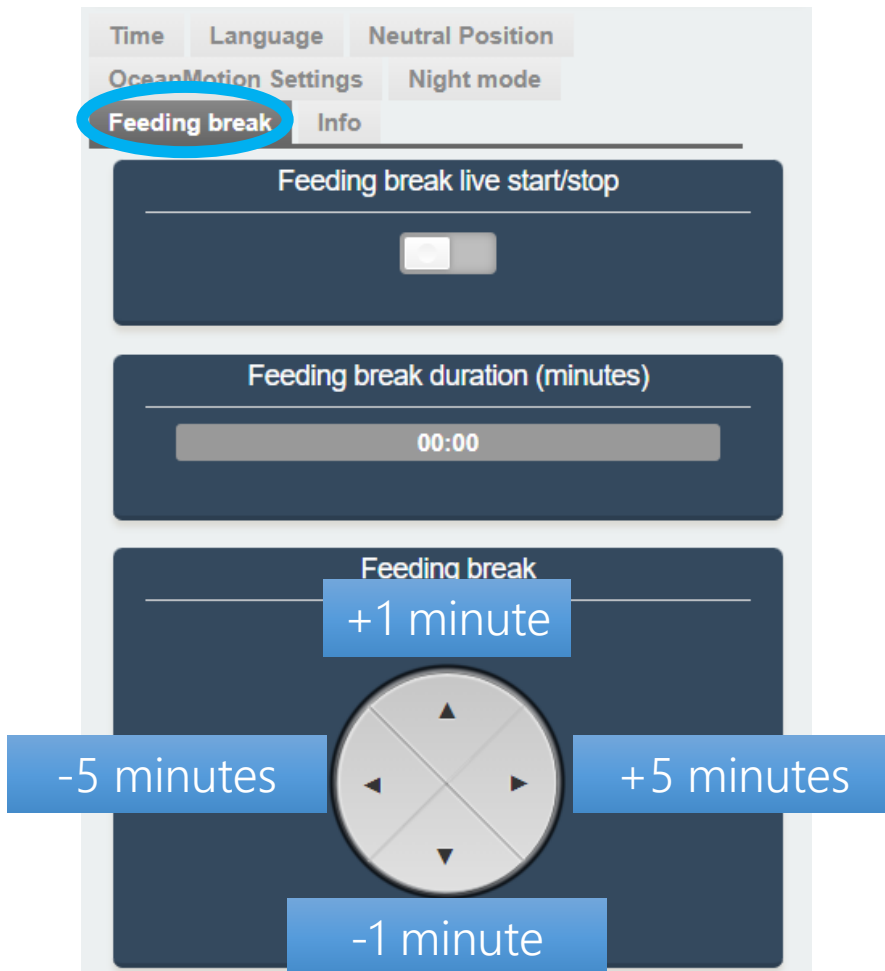 Time Language Neutral Position
OceanMotion Settings Night mode
Feeding break Info
Feeding break live start/stop
Feeding break duration (minutes)
00:00
Feeding break
+1 minute
-5 minutes +5 minutes
-1 minute